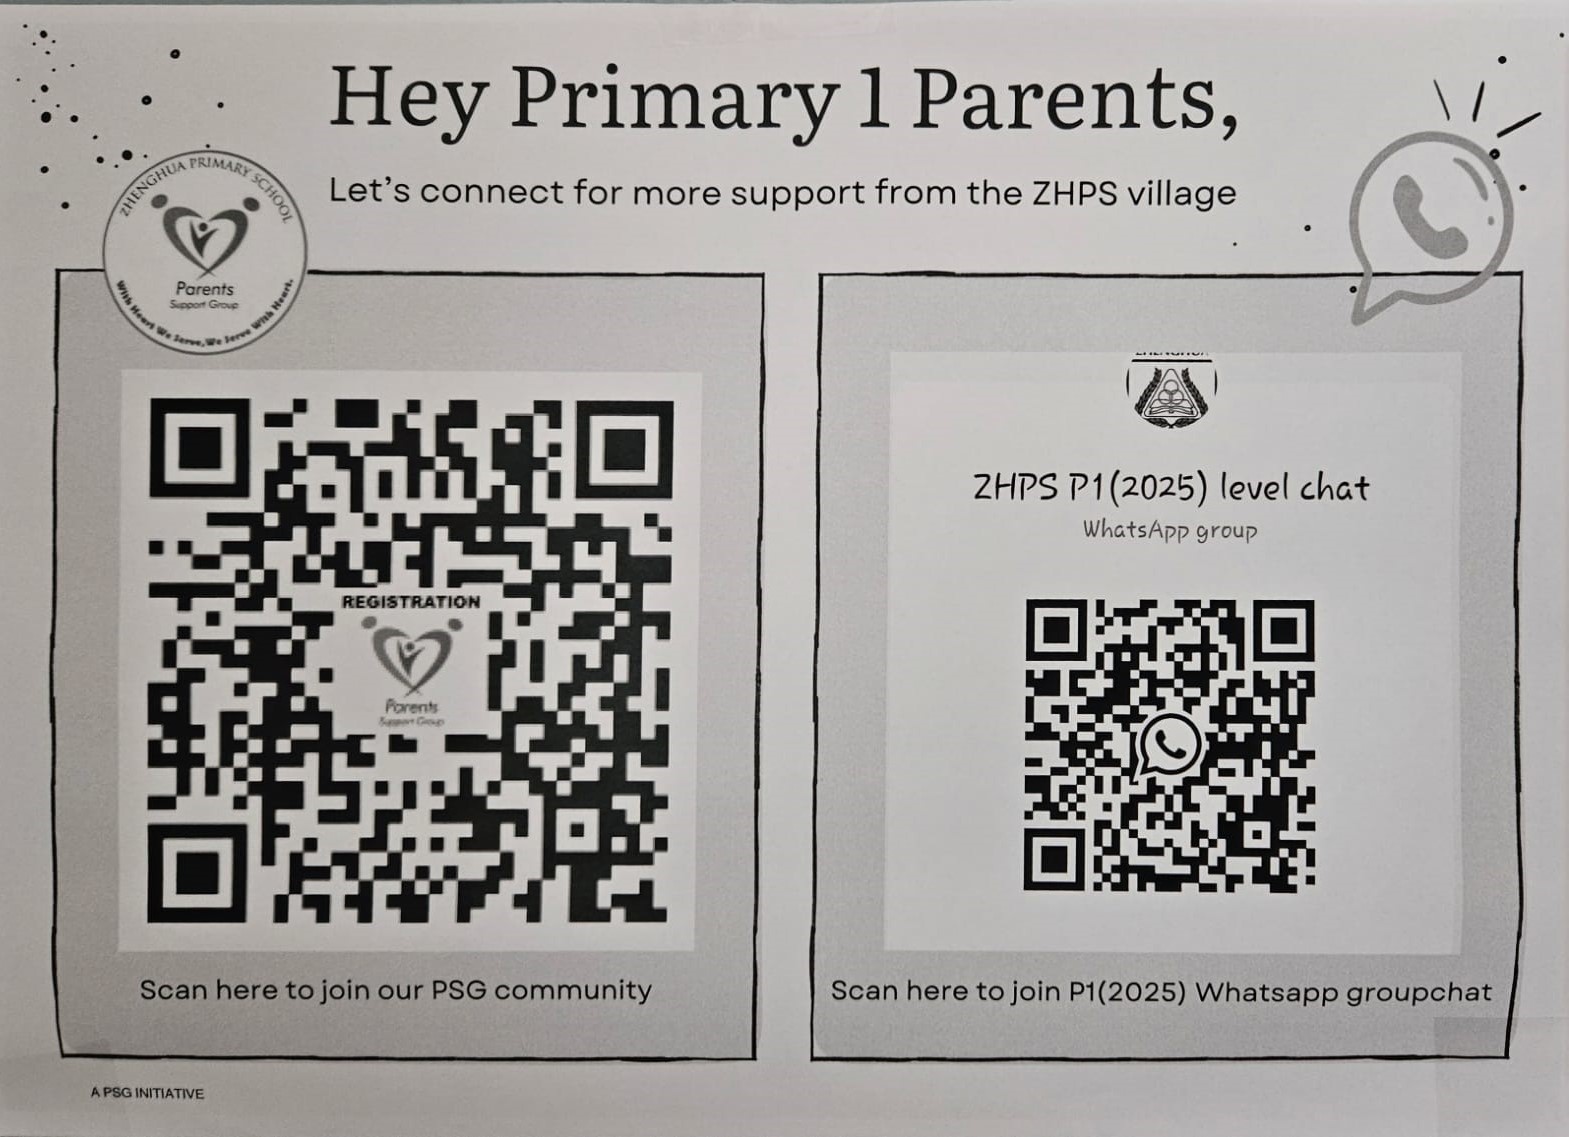 Hey Primary 1 Parents,
Let's connect for more support from the ZHPS village
ZHENGHUA PRIMARY SCHOOL
Parents
Support Group
With Heart We Serve, We Serve With Heart.
REGISTRATION
Parents
Support Group
Scan here to join our PSG community
ZHPS P1(2025) level chat
WhatsApp group
Scan here to join P1(2025) Whatsapp groupchat
A PSG INITIATIVE